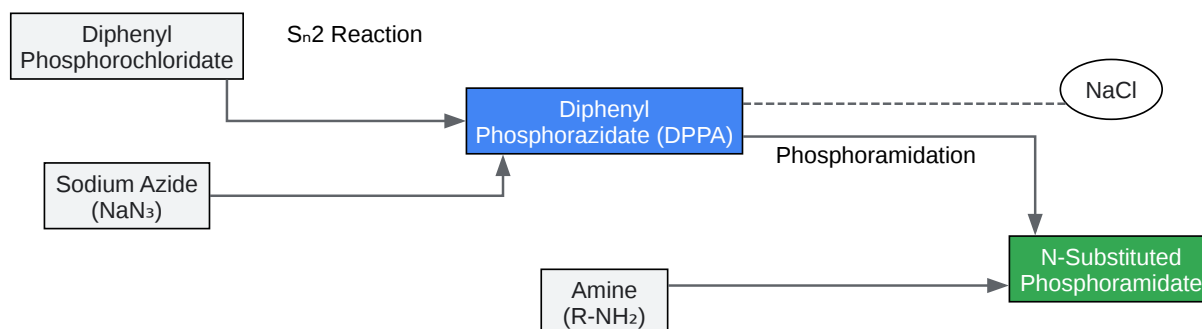 Diphenyl
Phosphorochloridate
Sₙ2 Reaction
Diphenyl
Phosphorazidate (DPPA)
NaCl
Phosphoramidation
Sodium Azide
(NaN₃)
N-Substituted
Phosphoramidate
Amine
(R-NH₂)